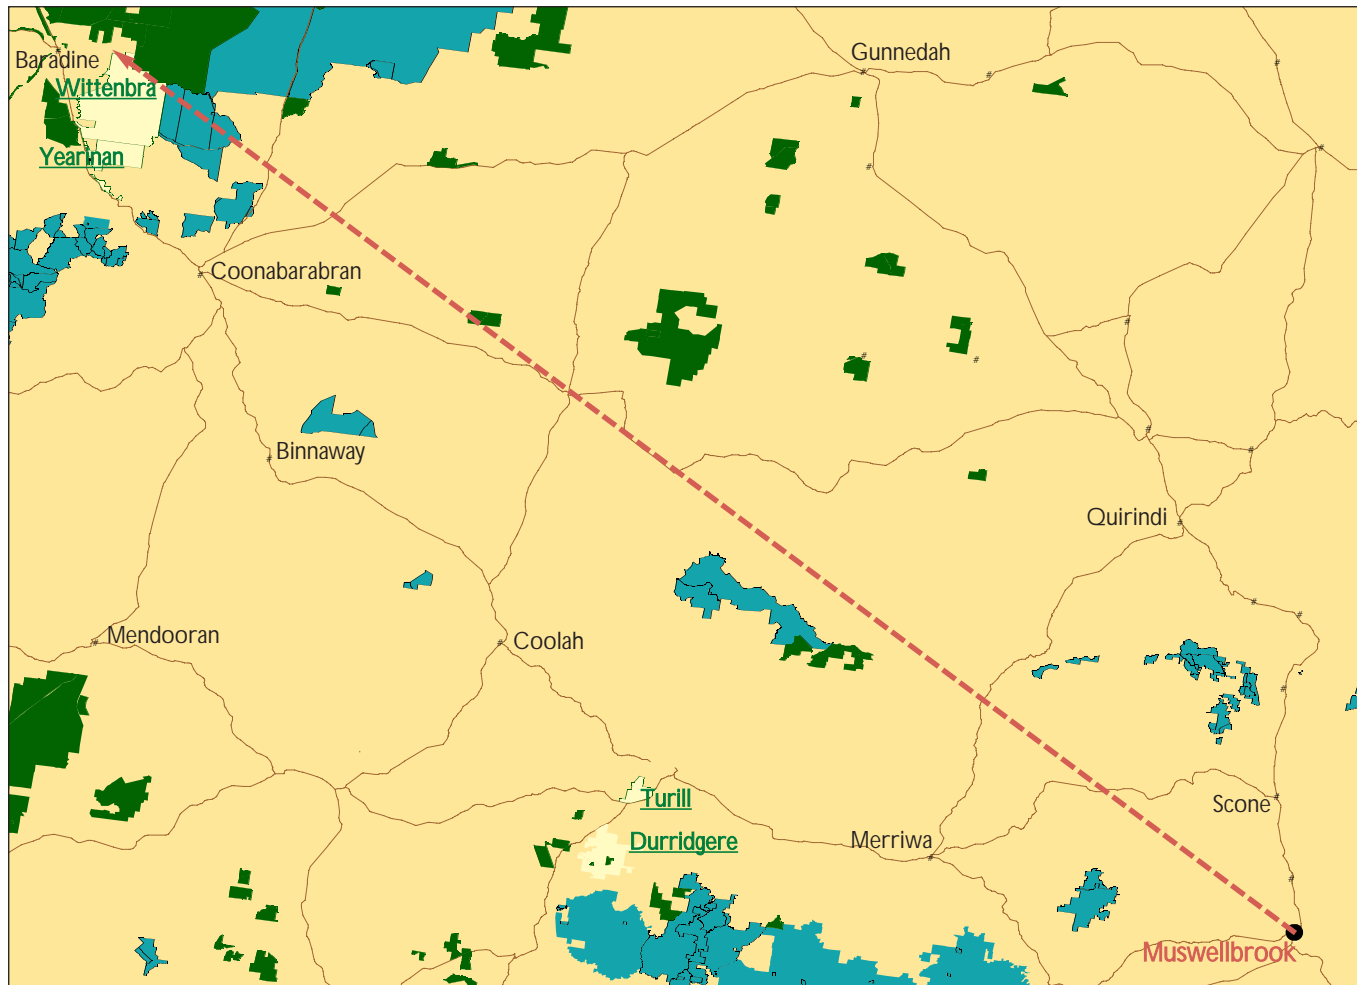 Gunnedah
Baradine
Wittenbra
Yearinan
Coonabarabran
Binnaway
Quirindi
Mendooran
Coolah
Turill
Scone
Durridgere
Merriwa
Muswellbrook